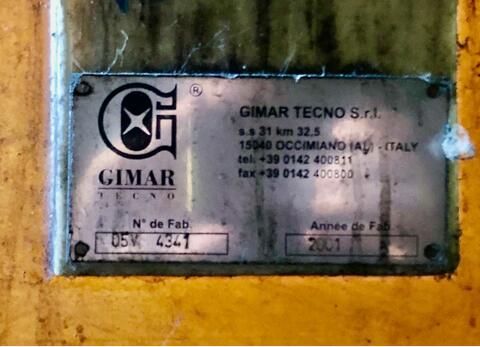 G ®
GIMAR
TECNO
GIMAR TECNO S.r.l.
s.s 31 km 32,5
15040 OCCIMIANO (AL) - ITALY
tel. +39 0142 400811
fax +39 0142 400800
N° de Fab.
05V 4341
Année de Fab.
2001